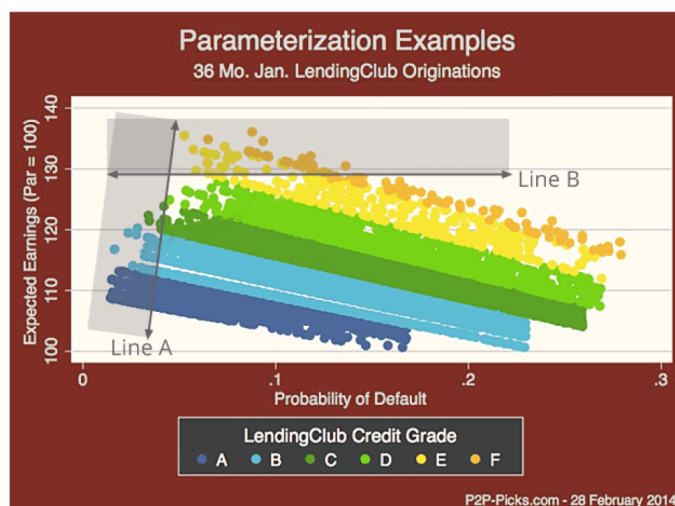 Parameterization Examples
36 Mo. Jan. LendingClub Originations
Expected Earnings (Par = 100)
140
130
120
110
100
Line B
Line A
0
.1
.2
.3
Probability of Default
LendingClub Credit Grade
A B C D E F
P2P-Picks.com - 28 February 2014